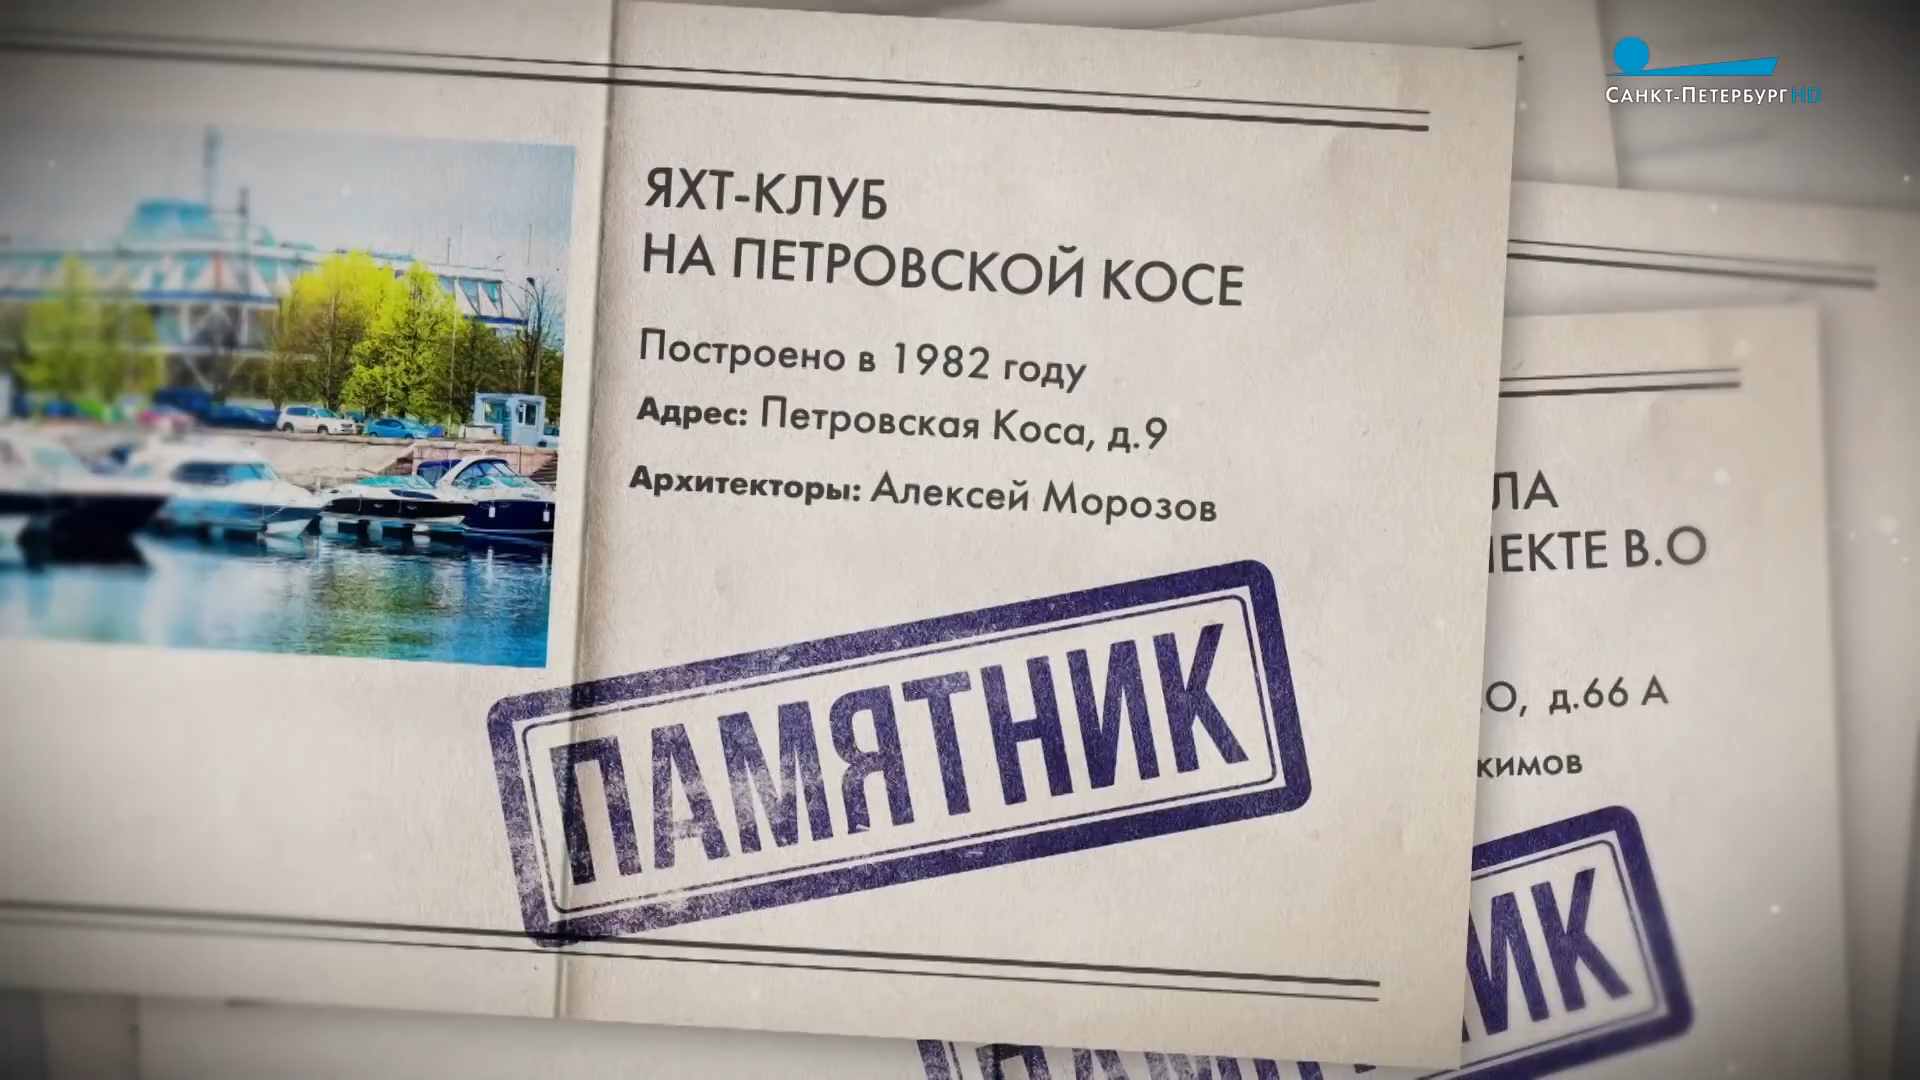 САНКТ-ПЕТЕРБУРГ HD
ЯХТ-КЛУБ
НА ПЕТРОВСКОЙ КОСЕ
Построено в 1982 году
Адрес: Петровская Коса, д.9
Архитекторы: Алексей Морозов
ПАМЯТНИК
ЛА
ЕКТЕ В.О
О, д.66 А
кимов
ИК